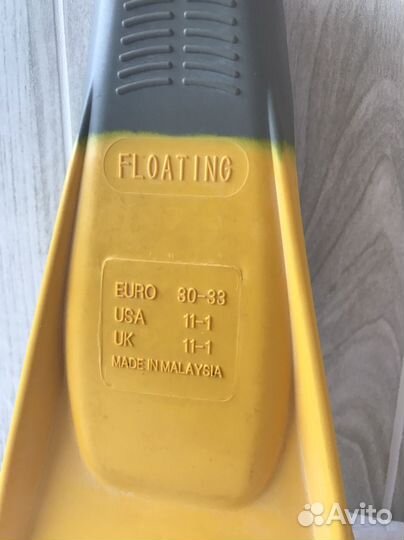 FLOATING
EURO 30-33
USA 11-1
UK 11-1
MADE IN MALAYSIA
Avito